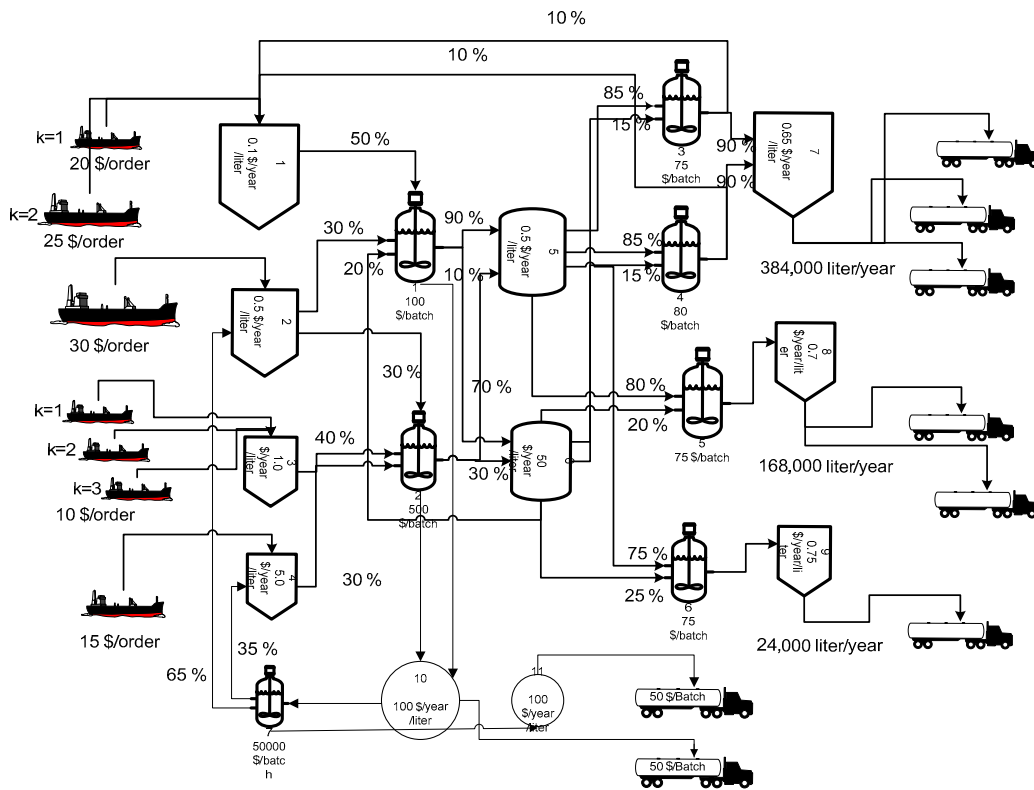 10 %
10 %
k=1
20 $/order
k=2
25 $/order
30 $/order
k=1
k=2
k=3
10 $/order
15 $/order
1
0.1 $/year
/liter
2
0.5 $/year
/liter
3
1.0
$/year
/liter
4
5.0
$/year
/liter
50 %
30 %
20 %
1
100
$/batch
30 %
40 %
30 %
2
500
$/batch
90 %
10 %
70 %
30 %
5
0.5 $/year
/liter
6
50
$/year
/liter
85 %
15 %
3
75
$/batch
90 %
85 %
15 %
4
80
$/batch
90 %
80 %
20 %
5
75 $/batch
75 %
25 %
6
75
$/batch
7
0.65 $/year
/liter
8
0.7
$/year/lit
er
9
0.75
$/year/li
ter
384,000 liter/year
168,000 liter/year
24,000 liter/year
35 %
65 %
7
50000
$/batc
h
10
100 $/year
/liter
11
100
$/year
/liter
50 $/Batch
50 $/Batch